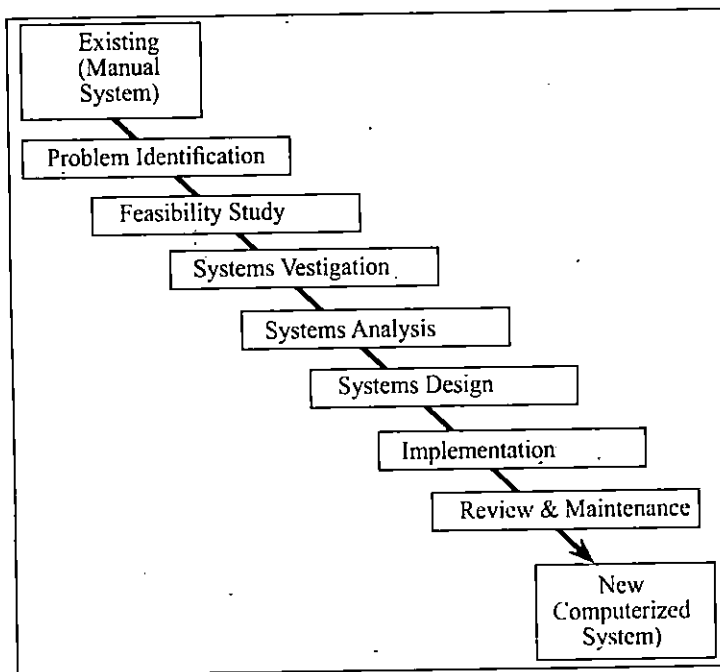 Existing
(Manual
System)
Problem Identification
Feasibility Study
Systems Vestigation
Systems Analysis
Systems Design
Implementation
Review & Maintenance
New
Computerized
System)